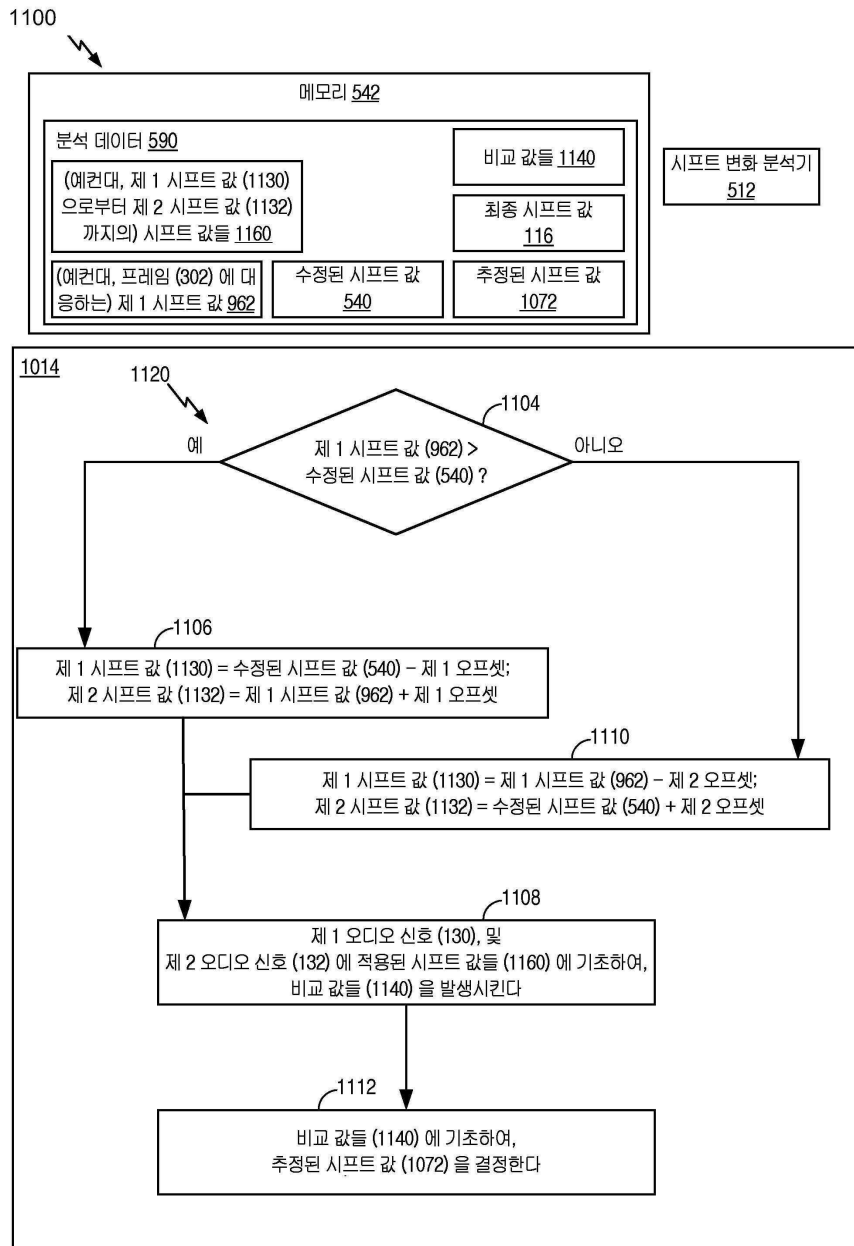 1100
메모리 542
분석 데이터 590
(예컨대, 제 1 시프트 값 (1130)
으로부터 제 2 시프트 값 (1132)
까지의) 시프트 값들 1160
비교 값들 1140
최종 시프트 값
116
(예컨대, 프레임 (302) 에 대
응하는) 제 1 시프트 값 962
수정된 시프트 값
540
추정된 시프트 값
1072
시프트 변화 분석기
512
1014
1120
1104
예
제 1 시프트 값 (962) >
수정된 시프트 값 (540) ?
아니오
1106
제 1 시프트 값 (1130) = 수정된 시프트 값 (540) - 제 1 오프셋;
제 2 시프트 값 (1132) = 제 1 시프트 값 (962) + 제 1 오프셋
1110
제 1 시프트 값 (1130) = 제 1 시프트 값 (962) - 제 2 오프셋;
제 2 시프트 값 (1132) = 수정된 시프트 값 (540) + 제 2 오프셋
1108
제 1 오디오 신호 (130), 및
제 2 오디오 신호 (132) 에 적용된 시프트 값들 (1160) 에 기초하여,
비교 값들 (1140) 을 발생시킨다
1112
비교 값들 (1140) 에 기초하여,
추정된 시프트 값 (1072) 을 결정한다